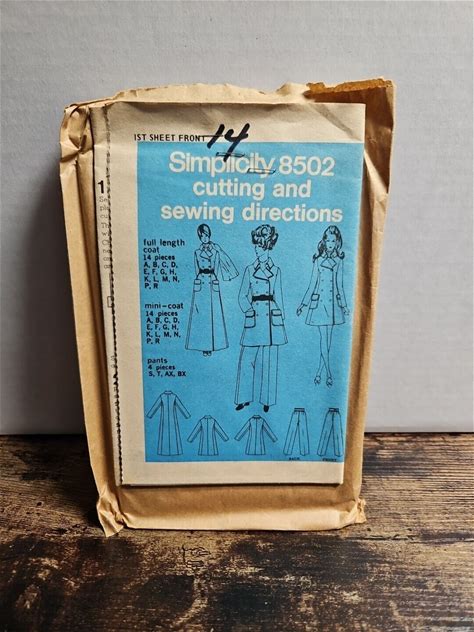 1ST SHEET FRONT 14
Simplicity 8502
cutting and
sewing directions
full length
coat
14 pieces
A, B, C, D,
E, F, G, H,
K, L, M, N,
P, R
mini-coat
14 pieces
A, B, C, D,
E, F, G, H,
K, L, M, N,
P, R
pants
4 pieces
S, T, AX, BX
1